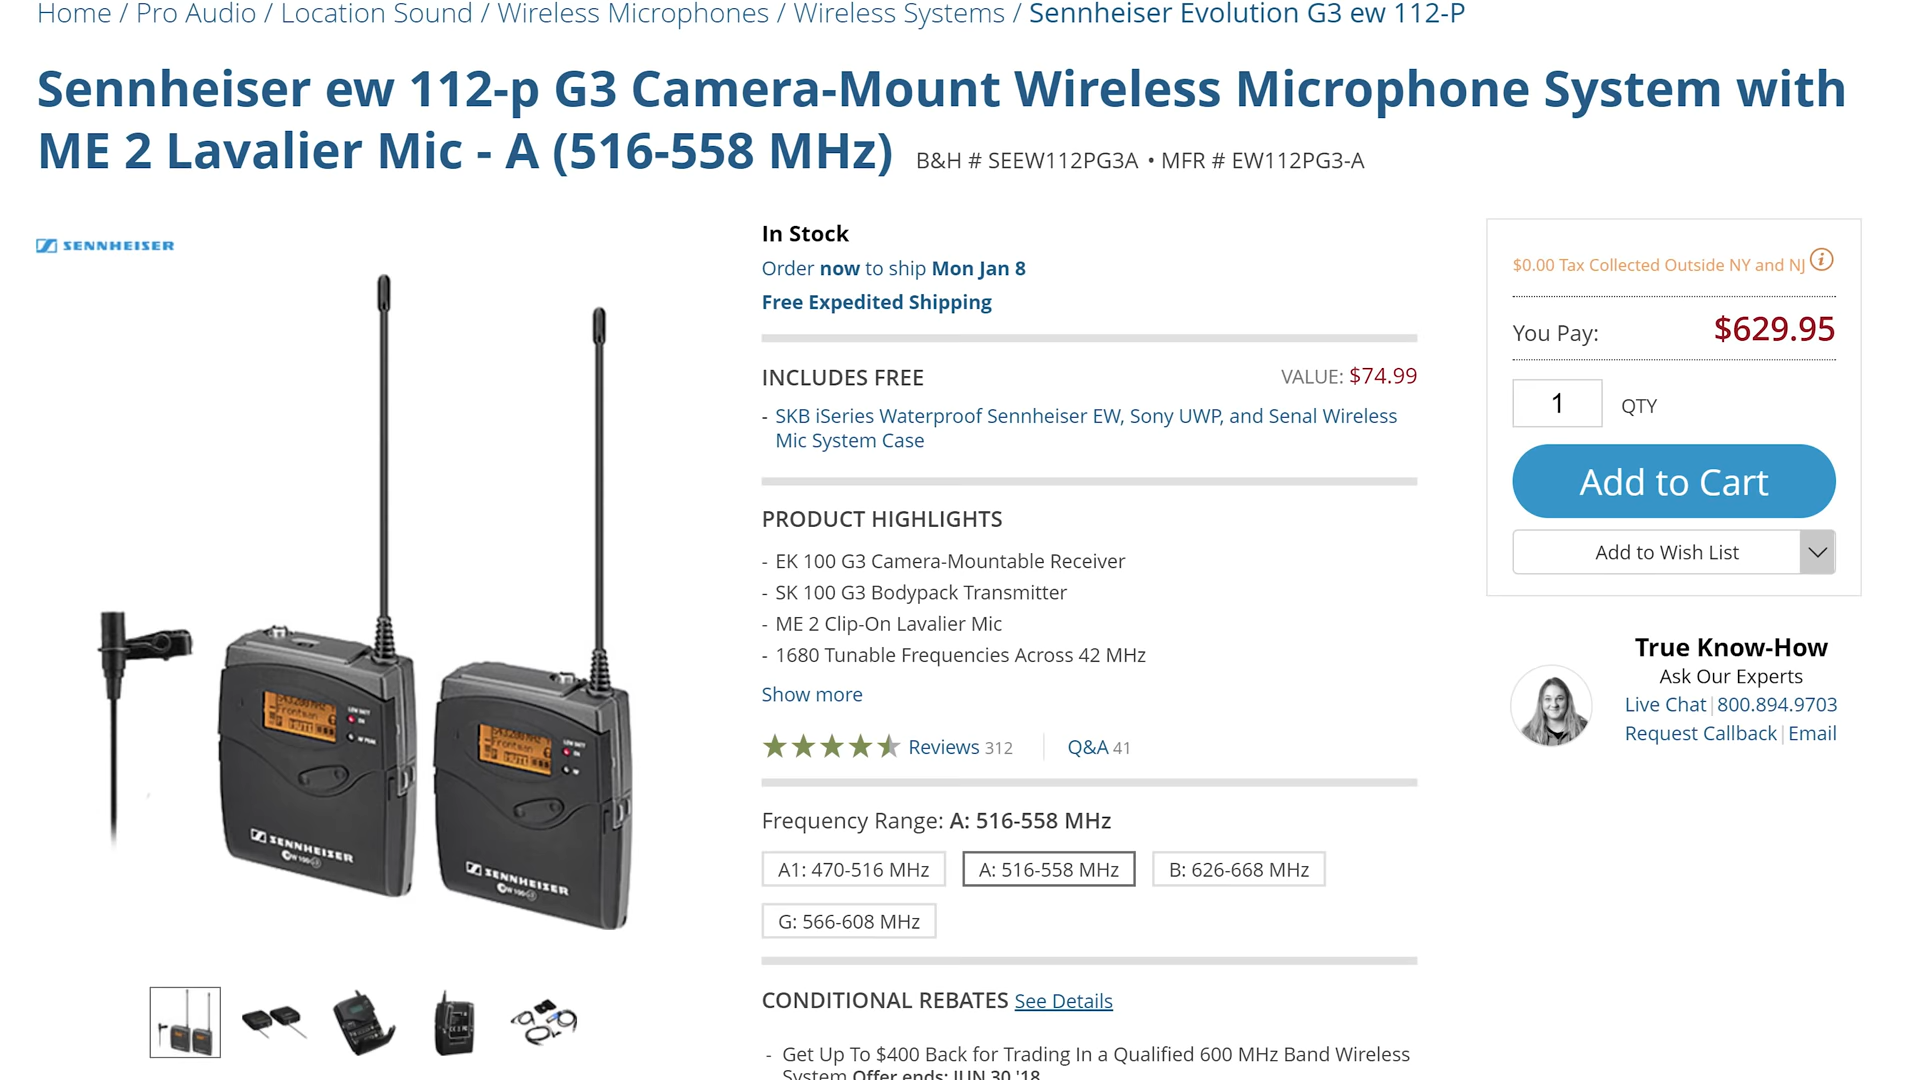 Home / Pro Audio / Location Sound / Wireless Microphones / Wireless Systems / Sennheiser Evolution G3 ew 112-P
Sennheiser ew 112-p G3 Camera-Mount Wireless Microphone System with
ME 2 Lavalier Mic - A (516-558 MHz) B&H # SEEW112PG3A • MFR # EW112PG3-A
SENNHEISER
SENNHEISER
SENNHEISER
In Stock
Order now to ship Mon Jan 8
Free Expedited Shipping
INCLUDES FREE VALUE: $74.99
- SKB iSeries Waterproof Sennheiser EW, Sony UWP, and Senal Wireless
Mic System Case
PRODUCT HIGHLIGHTS
- EK 100 G3 Camera-Mountable Receiver
- SK 100 G3 Bodypack Transmitter
- ME 2 Clip-On Lavalier Mic
- 1680 Tunable Frequencies Across 42 MHz
Show more
Reviews 312 Q&A 41
Frequency Range: A: 516-558 MHz
A1: 470-516 MHz A: 516-558 MHz B: 626-668 MHz
G: 566-608 MHz
CONDITIONAL REBATES See Details
- Get Up To $400 Back for Trading In a Qualified 600 MHz Band Wireless
System Offer ends: JUN 30 '18
$0.00 Tax Collected Outside NY and NJ i
You Pay: $629.95
1 QTY
Add to Cart
Add to Wish List
True Know-How
Ask Our Experts
Live Chat | 800.894.9703
Request Callback | Email